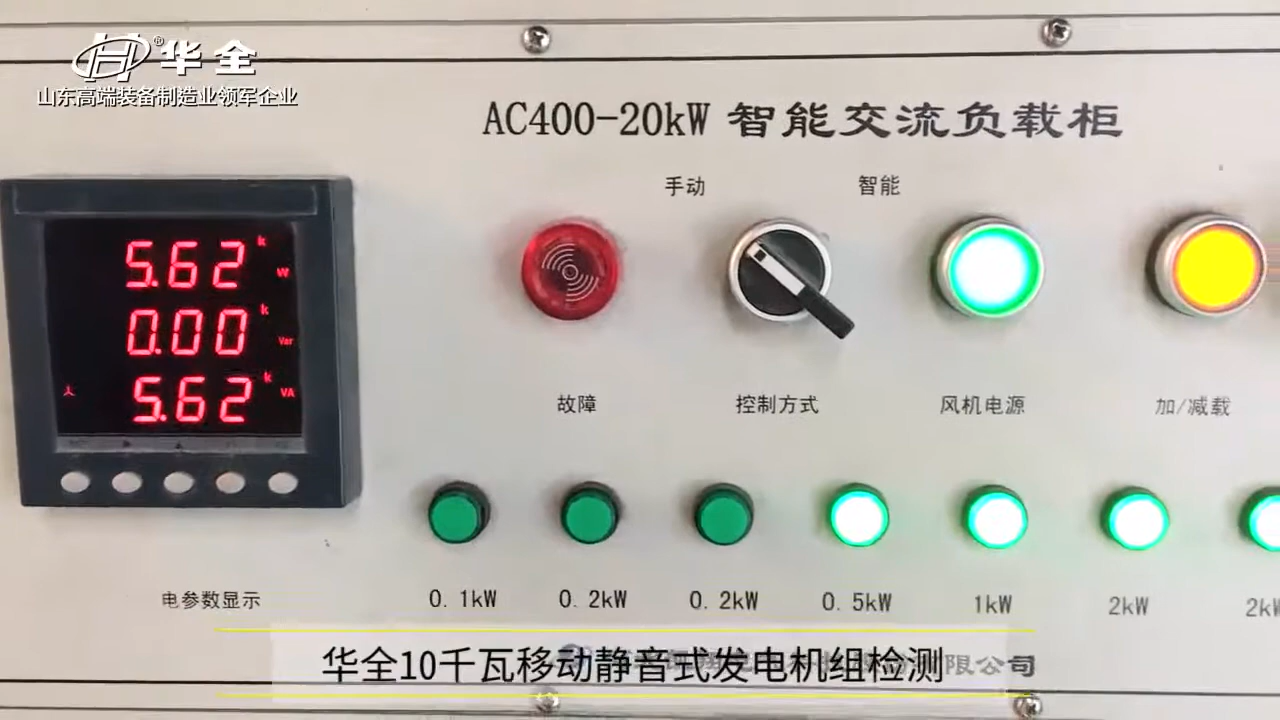 华全®
山东高端装备制造业领军企业
AC400-20kW 智能交流负载柜
手动 智能
5.62 k W
0.00 k Var
5.62 k VA
故障 控制方式 风机电源 加/减载
电参数显示
0.1kW 0.2kW 0.2kW 0.5kW 1kW 2kW 2k
华全10千瓦移动静音式发电机组检测
限公司